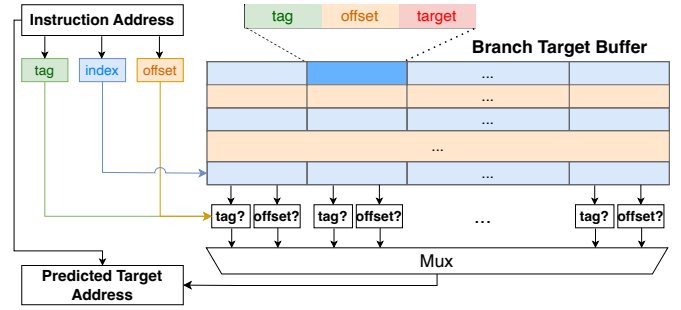 tag offset target
Instruction Address
Branch Target Buffer
tag index offset
...
...
...
...
...
tag? offset? tag? offset? ... tag? offset?
Mux
Predicted Target
Address